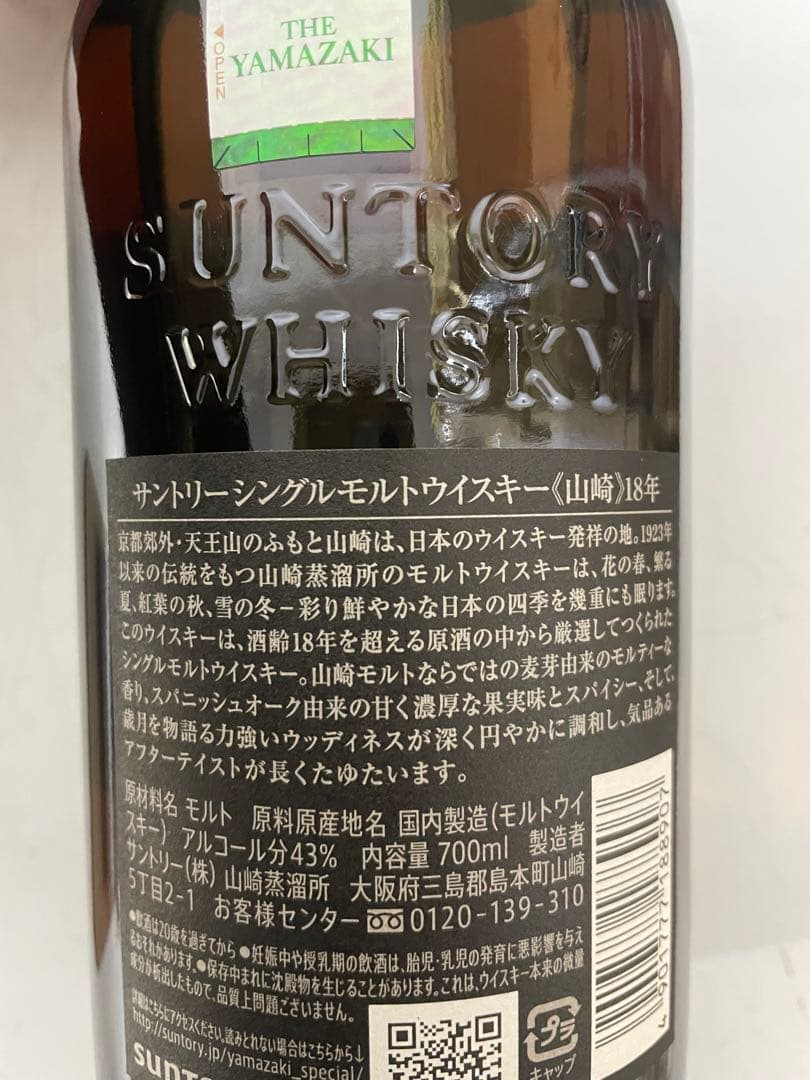 THE
YAMAZAKI
◀OPEN
SUNTORY
WHISKY
サントリーシングルモルトウイスキー《山崎》18年
京都郊外・天王山のふもと山崎は、日本のウイスキー発祥の地。1923年
以来の伝統をもつ山崎蒸溜所のモルトウイスキーは、花の春、繁る
夏、紅葉の秋、雪の冬−彩り鮮やかな日本の四季を幾重にも眠ります。
このウイスキーは、酒齢18年を超える原酒の中から厳選してつくられた
シングルモルトウイスキー。山崎モルトならではの麦芽由来のモルティーな
香り、スパニッシュオーク由来の甘く濃厚な果実味とスパイシー、そして、
歳月を物語る力強いウッディネスが深く円やかに調和し、気品ある
アフターテイストが長くたゆたいます。
原材料名 モルト 原料原産地名 国内製造(モルトウイ
スキー) アルコール分43% 内容量 700ml 製造者
サントリー(株) 山崎蒸溜所 大阪府三島郡島本町山崎
5丁目2-1 お客様センター 0120-139-310
●飲酒は20歳を過ぎてから ●妊娠中や授乳期の飲酒は、胎児・乳児の発育に悪影響を与え
るおそれがあります。●保存中まれに沈殿物を生じることがあります。これは、ウイスキー本来の微量
成分が析出したもので、品質上問題ございません。
詳細はこちらにアクセスください。読みとれない場合はこちらから↓
http://suntory.jp/yamazaki_special/
プラ
キャップ
4 901777 188907